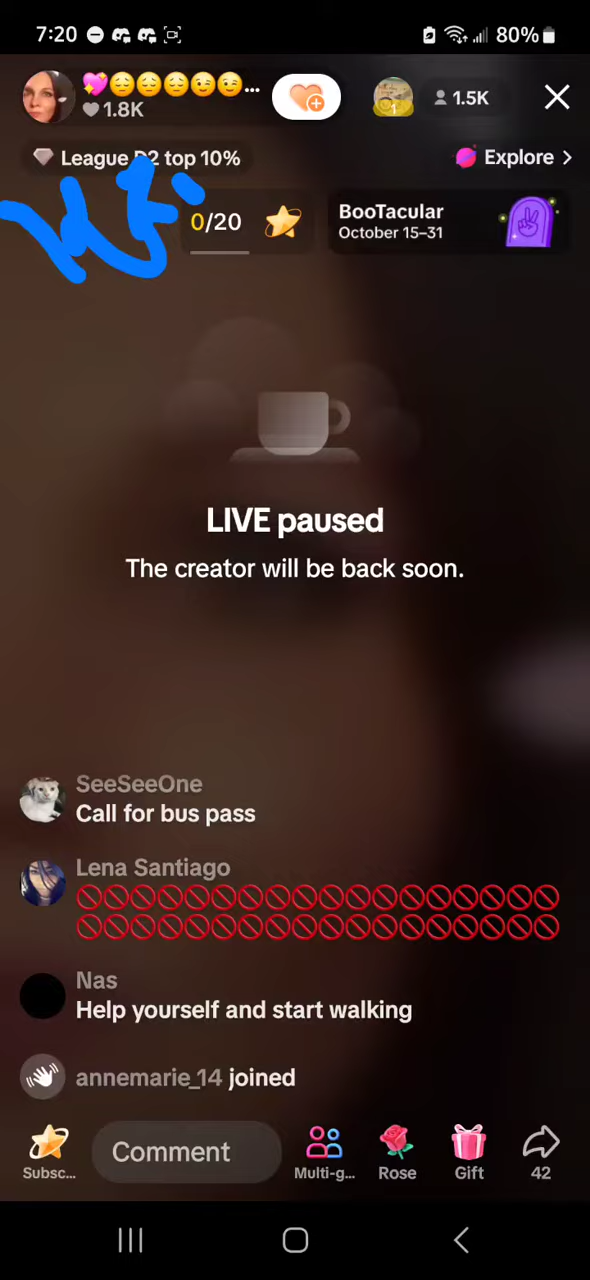 7:20 80%
💖😌😌😌😉😉...
1.8K
1
1.5K
League D2 top 10%
Explore >
0/20
BooTacular
October 15–31
LIVE paused
The creator will be back soon.
SeeSeeOne
Call for bus pass
Lena Santiago
🚫🚫🚫🚫🚫🚫🚫🚫🚫🚫🚫🚫🚫🚫🚫🚫🚫🚫
🚫🚫🚫🚫🚫🚫🚫🚫🚫🚫🚫🚫🚫🚫🚫🚫🚫🚫
Nas
Help yourself and start walking
annemarie_14 joined
Comment
Subsc... Multi-g... Rose Gift 42